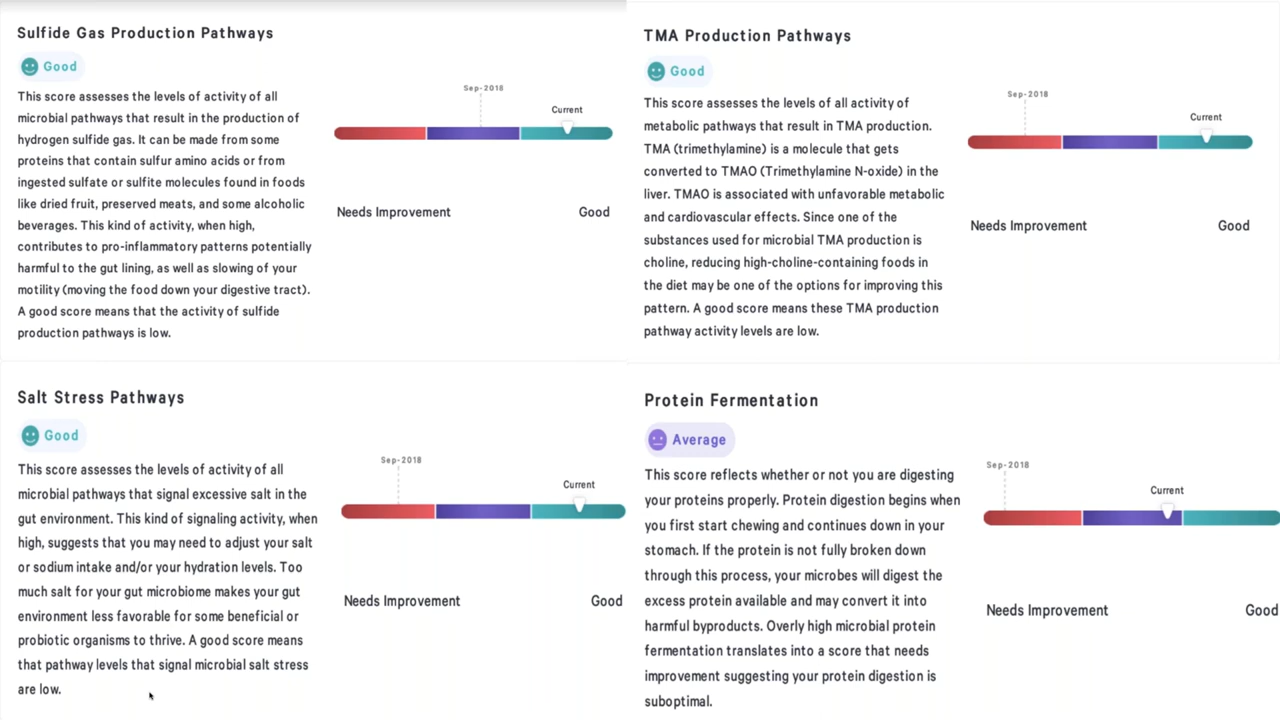 Sulfide Gas Production Pathways
Good
This score assesses the levels of activity of all
microbial pathways that result in the production of
hydrogen sulfide gas. It can be made from some
proteins that contain sulfur amino acids or from
ingested sulfate or sulfite molecules found in foods
like dried fruit, preserved meats, and some alcoholic
beverages. This kind of activity, when high,
contributes to pro-inflammatory patterns potentially
harmful to the gut lining, as well as slowing of your
motility (moving the food down your digestive tract).
A good score means that the activity of sulfide
production pathways is low.
Sep-2018
Current
Needs Improvement
Good
TMA Production Pathways
Good
This score assesses the levels of all activity of
metabolic pathways that result in TMA production.
TMA (trimethylamine) is a molecule that gets
converted to TMAO (Trimethylamine N-oxide) in the
liver. TMAO is associated with unfavorable metabolic
and cardiovascular effects. Since one of the
substances used for microbial TMA production is
choline, reducing high-choline-containing foods in
the diet may be one of the options for improving this
pattern. A good score means these TMA production
pathway activity levels are low.
Sep-2018
Current
Needs Improvement
Good
Salt Stress Pathways
Good
This score assesses the levels of activity of all
microbial pathways that signal excessive salt in the
gut environment. This kind of signaling activity, when
high, suggests that you may need to adjust your salt
or sodium intake and/or your hydration levels. Too
much salt for your gut microbiome makes your gut
environment less favorable for some beneficial or
probiotic organisms to thrive. A good score means
that pathway levels that signal microbial salt stress
are low.
Sep-2018
Current
Needs Improvement
Good
Protein Fermentation
Average
This score reflects whether or not you are digesting
your proteins properly. Protein digestion begins when
you first start chewing and continues down in your
stomach. If the protein is not fully broken down
through this process, your microbes will digest the
excess protein available and may convert it into
harmful byproducts. Overly high microbial protein
fermentation translates into a score that needs
improvement suggesting your protein digestion is
suboptimal.
Sep-2018
Current
Needs Improvement
Good